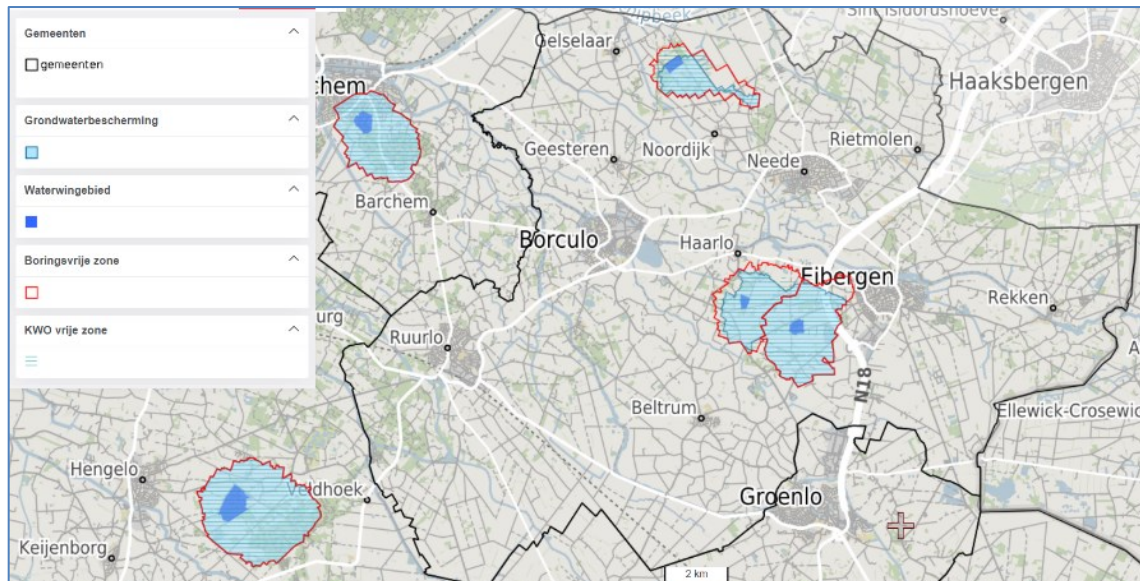 Gemeenten
gemeenten
Grondwaterbescherming
Waterwingebied
Boringsvrije zone
KWO vrije zone
Gelselaar
Haaksbergen
chem
Rietmolen
Geesteren
Noordijk
Neede
Barchem
Borculo
Haarlo
Eibergen
Rekken
urg
Ruurlo
N18
Beltrum
Ellewick-Crosewic
Hengelo
Veldhoek
Groenlo
Keijenborg
2 km